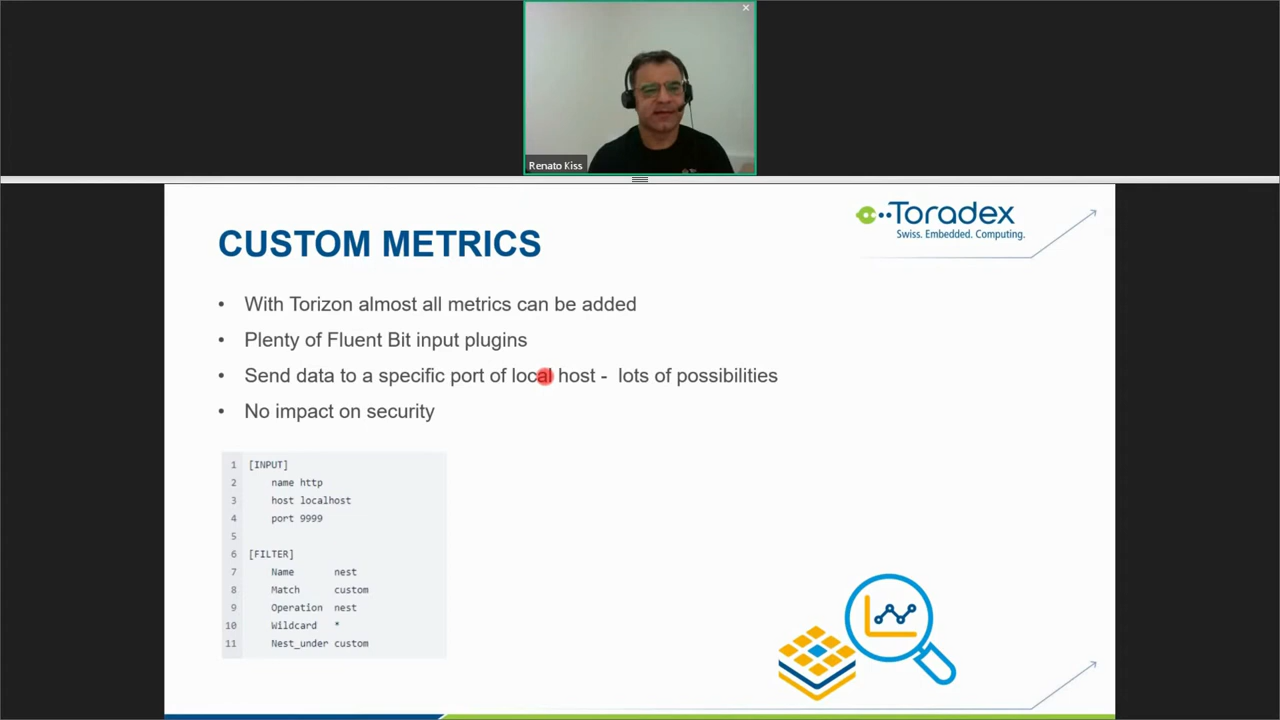 Renato Kiss
Toradex
Swiss. Embedded. Computing.
CUSTOM METRICS
• With Torizon almost all metrics can be added
• Plenty of Fluent Bit input plugins
• Send data to a specific port of local host - lots of possibilities
• No impact on security
1 [INPUT]
2 name http
3 host localhost
4 port 9999
5
6 [FILTER]
7 Name nest
8 Match custom
9 Operation nest
10 Wildcard *
11 Nest_under custom